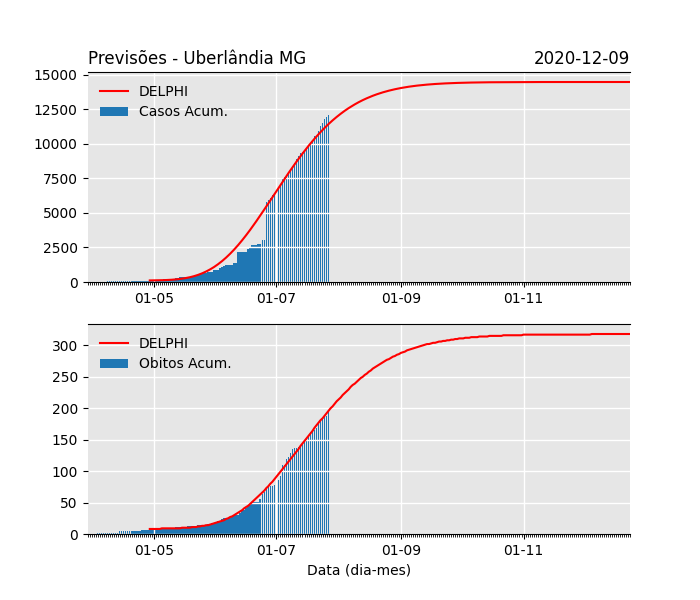 Previsões - Uberlândia MG 2020-12-09
15000
12500
10000
7500
5000
2500
0
DELPHI
Casos Acum.
01-05 01-07 01-09 01-11
300
250
200
150
100
50
0
DELPHI
Obitos Acum.
01-05 01-07 01-09 01-11
Data (dia-mes)